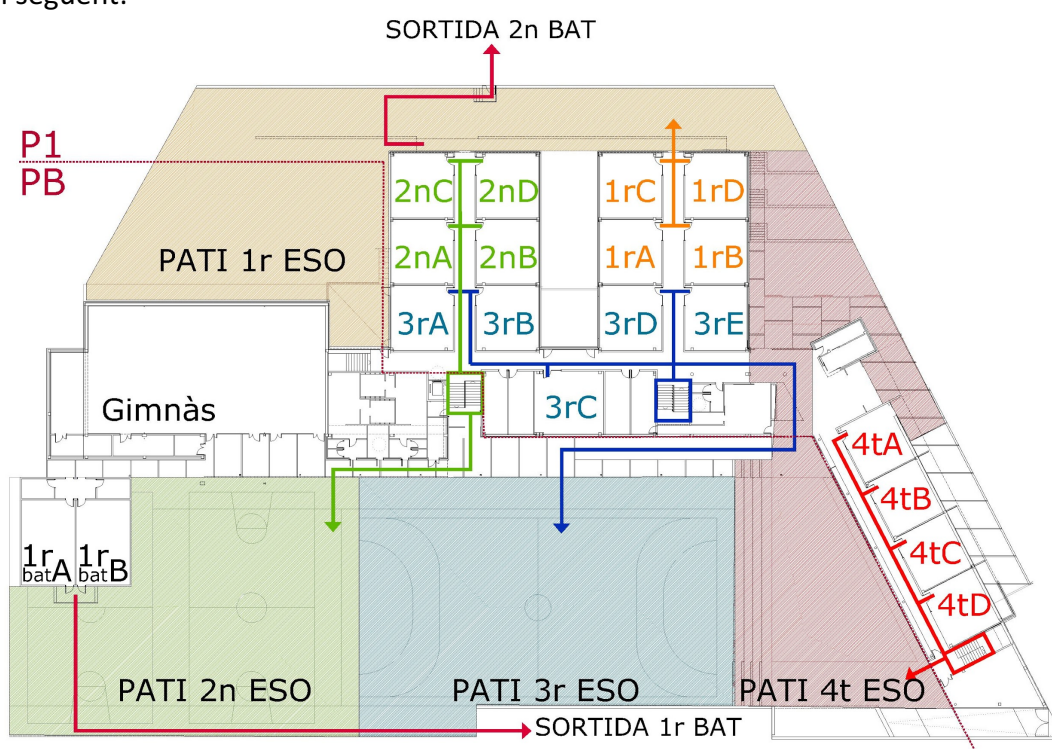 l següent:
SORTIDA 2n BAT
P1
PB
2nC 2nD 1rC 1rD
PATI 1r ESO
2nA 2nB 1rA 1rB
3rA 3rB 3rD 3rE
Gimnàs
3rC
4tA
4tB
4tC
4tD
1r batA 1r batB
PATI 2n ESO
PATI 3r ESO
PATI 4t ESO
SORTIDA 1r BAT